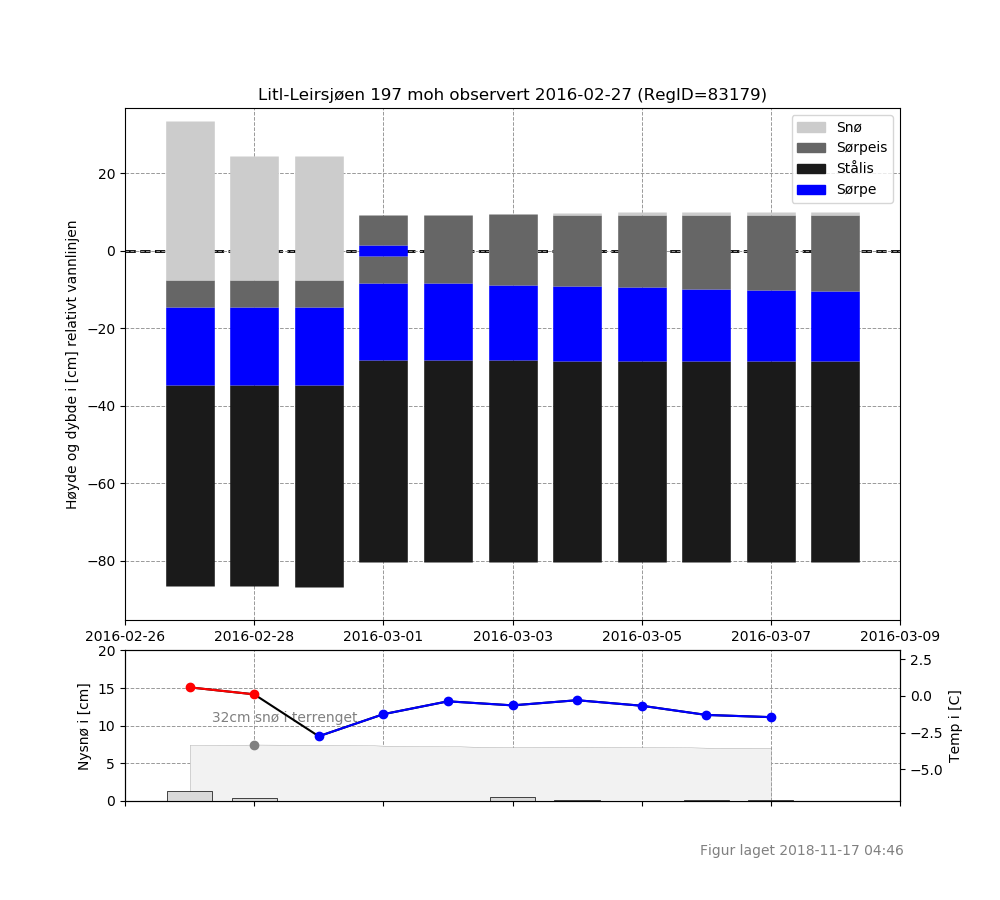 Litl-Leirsjøen 197 moh observert 2016-02-27 (RegID=83179)
Snø
Sørpeis
Stålis
Sørpe
Høyde og dybde i [cm] relativt vannlinjen
20
0
−20
−40
−60
−80
2016-02-26 2016-02-28 2016-03-01 2016-03-03 2016-03-05 2016-03-07 2016-03-09
Nysnø i [cm]
20
15
10
5
0
32cm snø i terrenget
2.5
0.0
−2.5
−5.0
Temp i [C]
Figur laget 2018-11-17 04:46